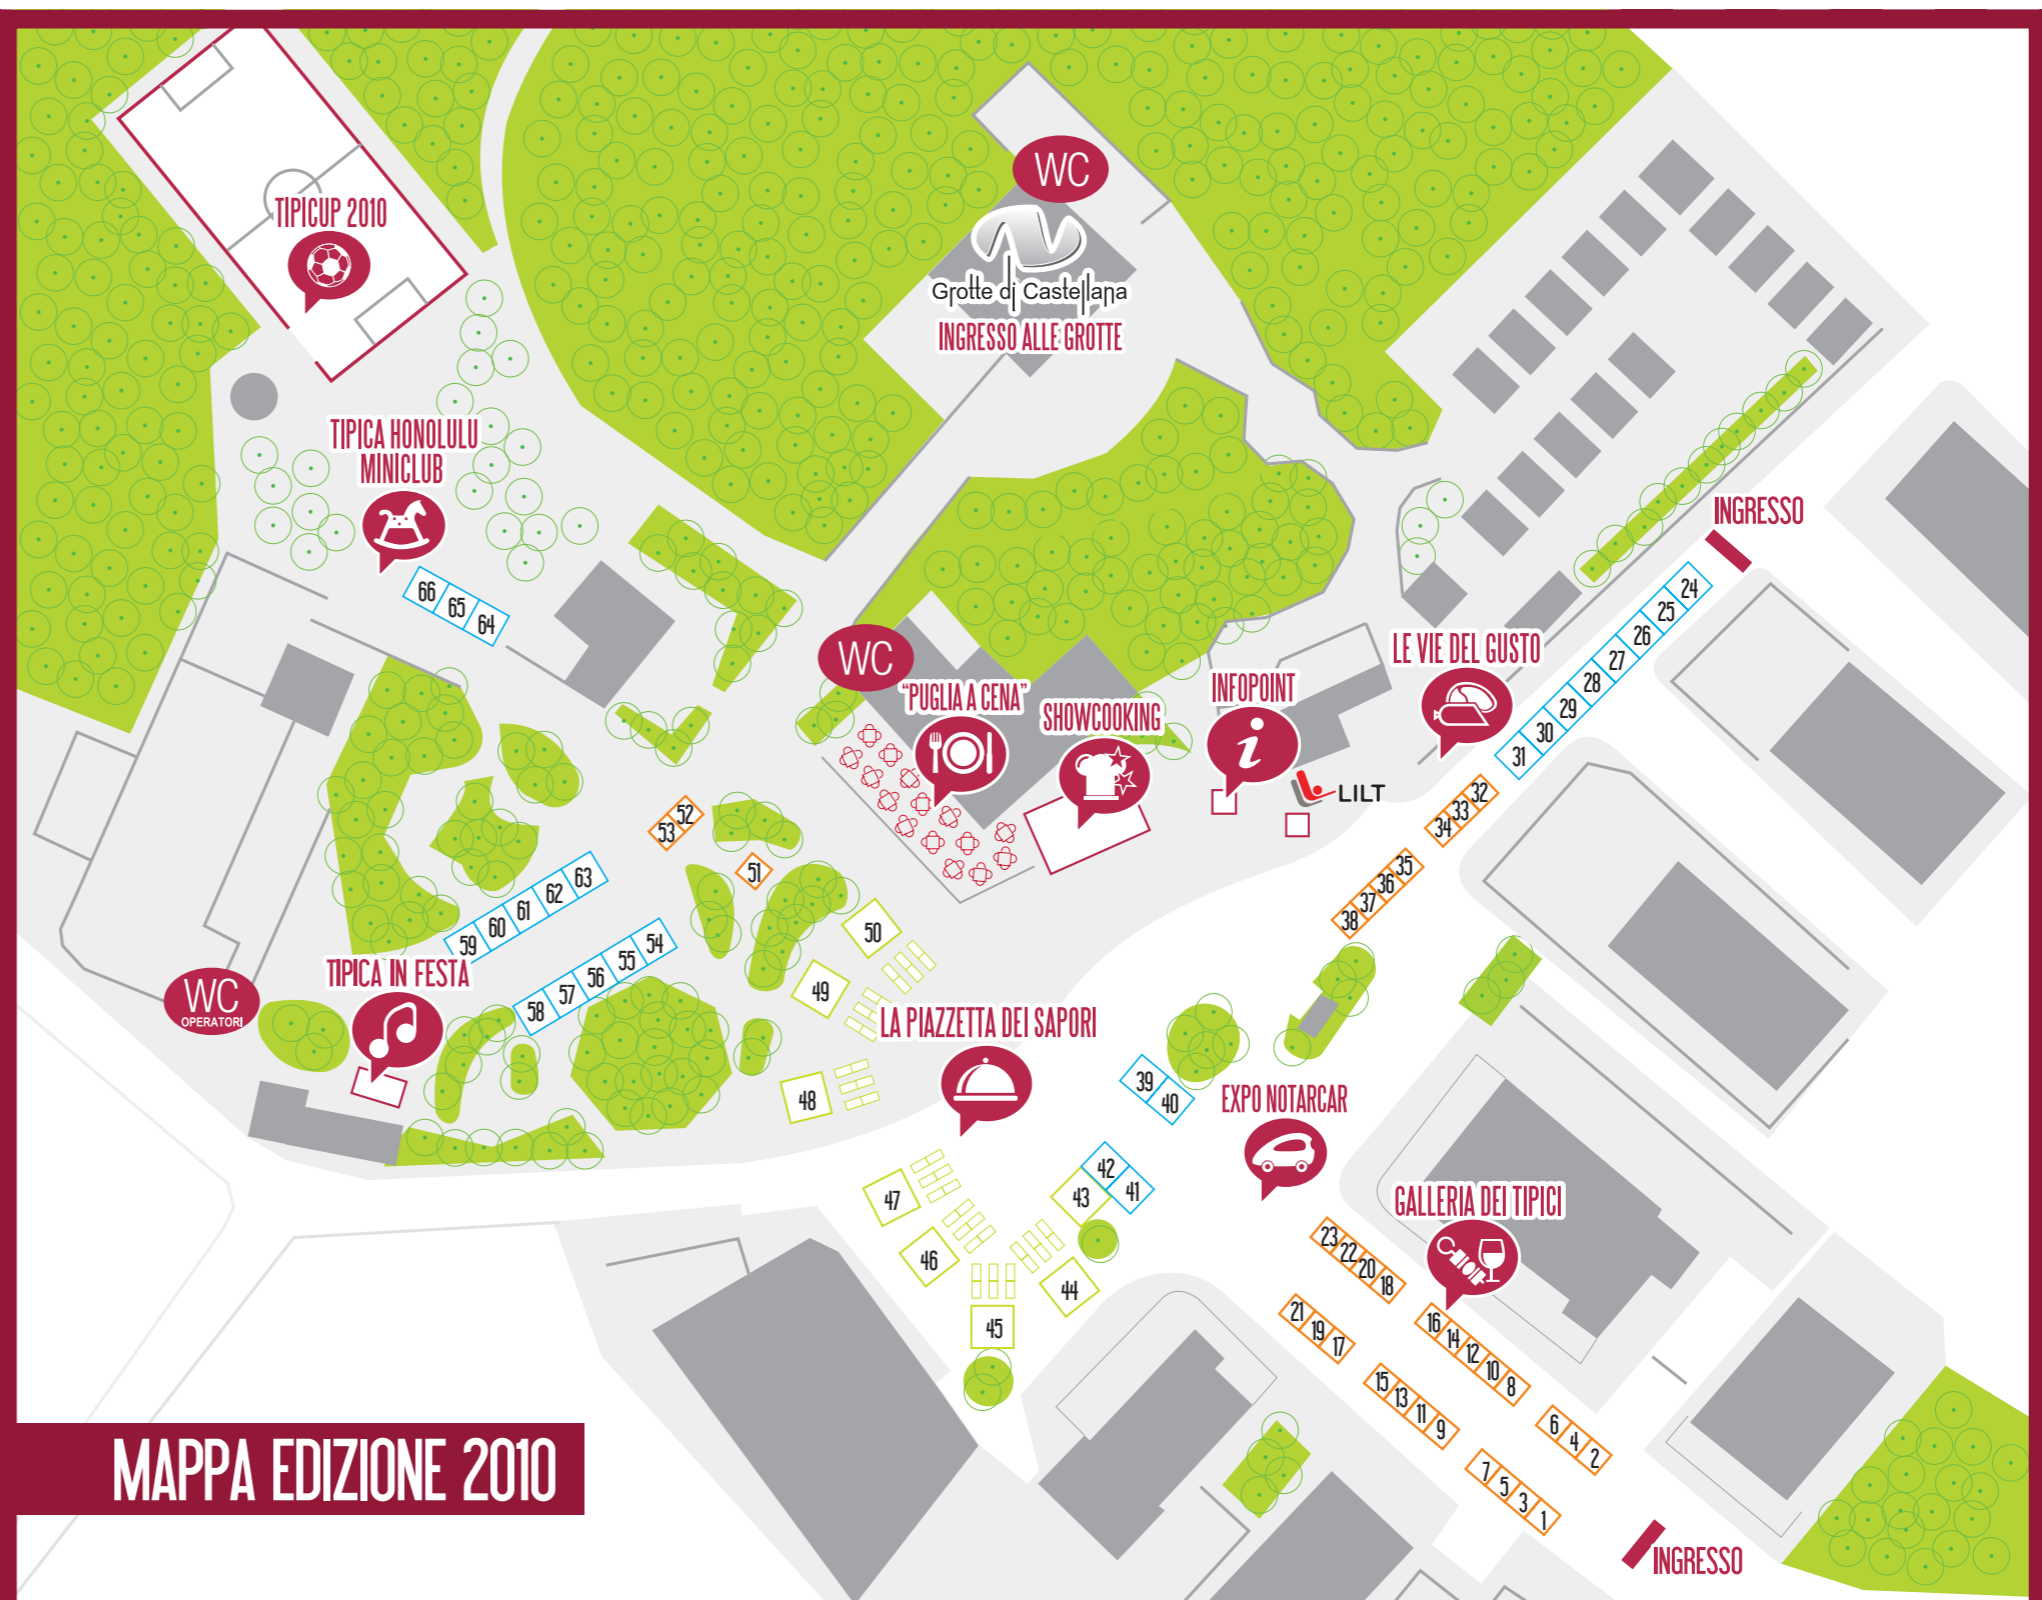 TIPICUP 2010
WC
Grotte di Castellana
INGRESSO ALLE GROTTE
TIPICA HONOLULU
MINICLUB
66 65 64
INGRESSO
24
25
26
27
28
29
30
31
LE VIE DEL GUSTO
WC
"PUGLIA A CENA"
SHOWCOOKING
INFOPOINT
i
LILT
32
33
34
35
36
37
38
52
53
51
63
62
61
60
59
54
55
56
57
58
50
49
48
TIPICA IN FESTA
WC
OPERATORI
LA PIAZZETTA DEI SAPORI
39
40
EXPO NOTARCAR
42
41
43
47
46
44
45
GALLERIA DEI TIPICI
23 22 20 18
21 19 17
16 14 12 10 8
15 13 11 9
6 4 2
7 5 3 1
INGRESSO
MAPPA EDIZIONE 2010